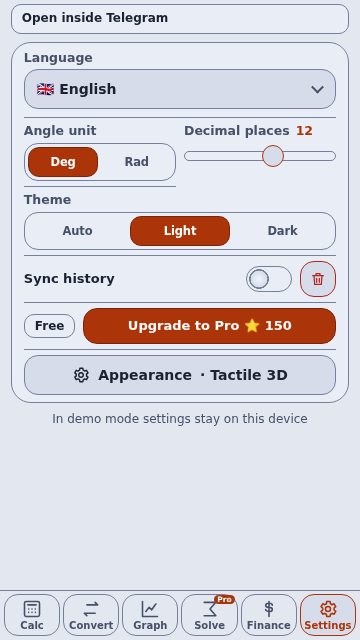 Open inside Telegram
Language
🇬🇧 English
Angle unit
Decimal places 12
Deg
Rad
Theme
Auto
Light
Dark
Sync history
Free
Upgrade to Pro ⭐ 150
Appearance · Tactile 3D
In demo mode settings stay on this device
Calc
Convert
Graph
Pro
Solve
Finance
Settings